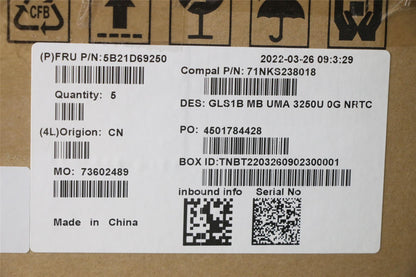 CFB
(P)FRU P/N:5B21D69250
2022-03-26 09:3:29
Compal P/N: 71NKS238018
Quantity: 5
DES: GLS1B MB UMA 3250U 0G NRTC
(4L)Origion: CN
PO: 4501784428
MO: 73602489
BOX ID:TNBT2203260902300001
inbound info
Serial No
Made in China